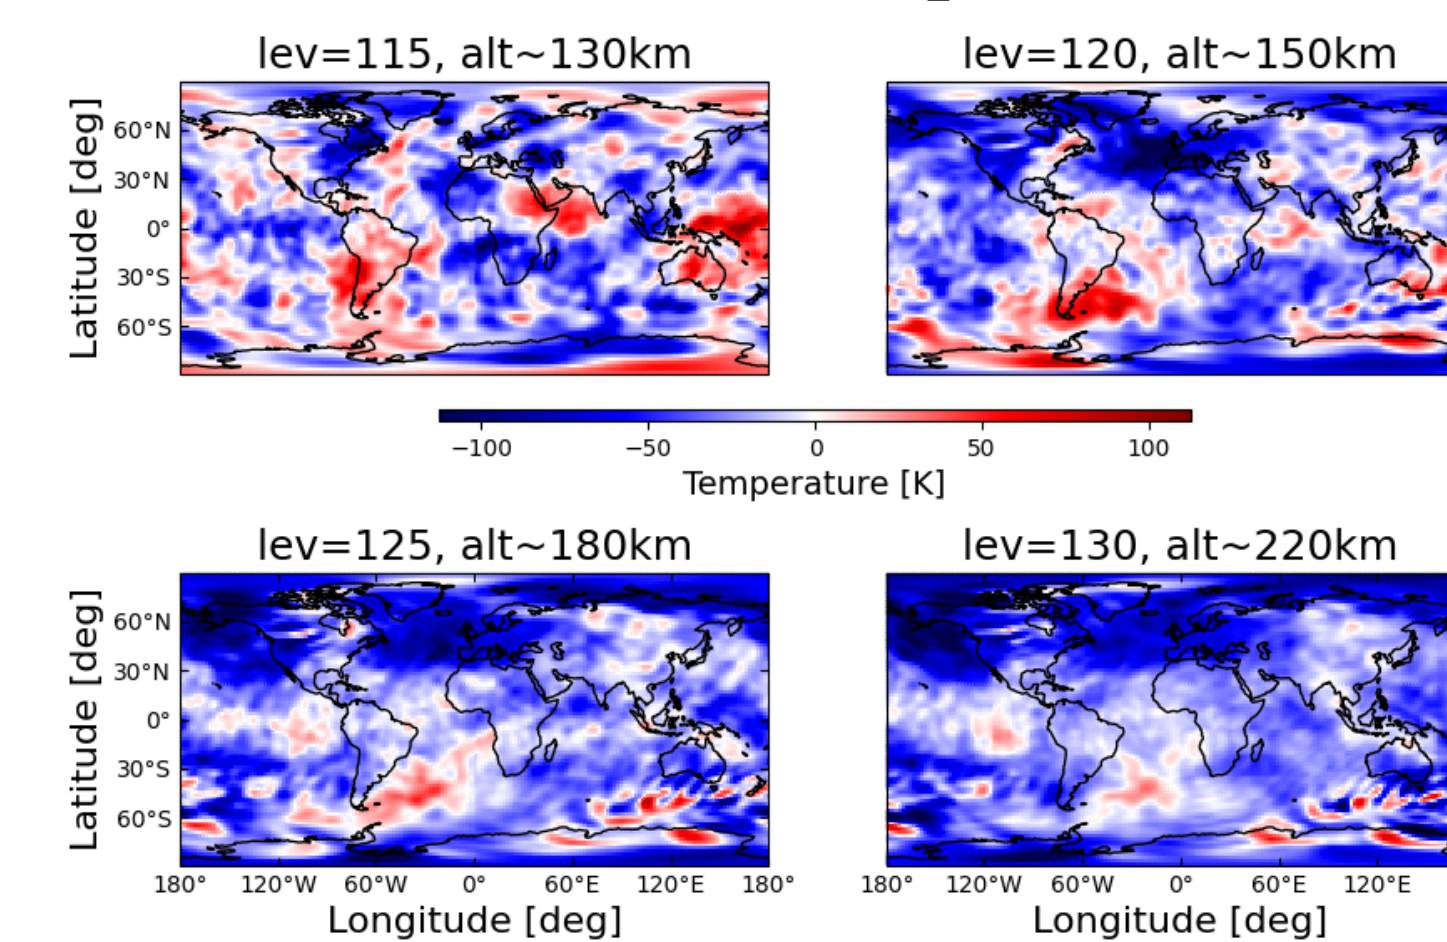 lev=115, alt~130km
lev=120, alt~150km
Latitude [deg]
60°N
30°N
0°
30°S
60°S
−100 −50 0 50 100
Temperature [K]
lev=125, alt~180km
lev=130, alt~220km
Latitude [deg]
60°N
30°N
0°
30°S
60°S
180° 120°W 60°W 0° 60°E 120°E 180°
180° 120°W 60°W 0° 60°E 120°E
Longitude [deg]
Longitude [deg]